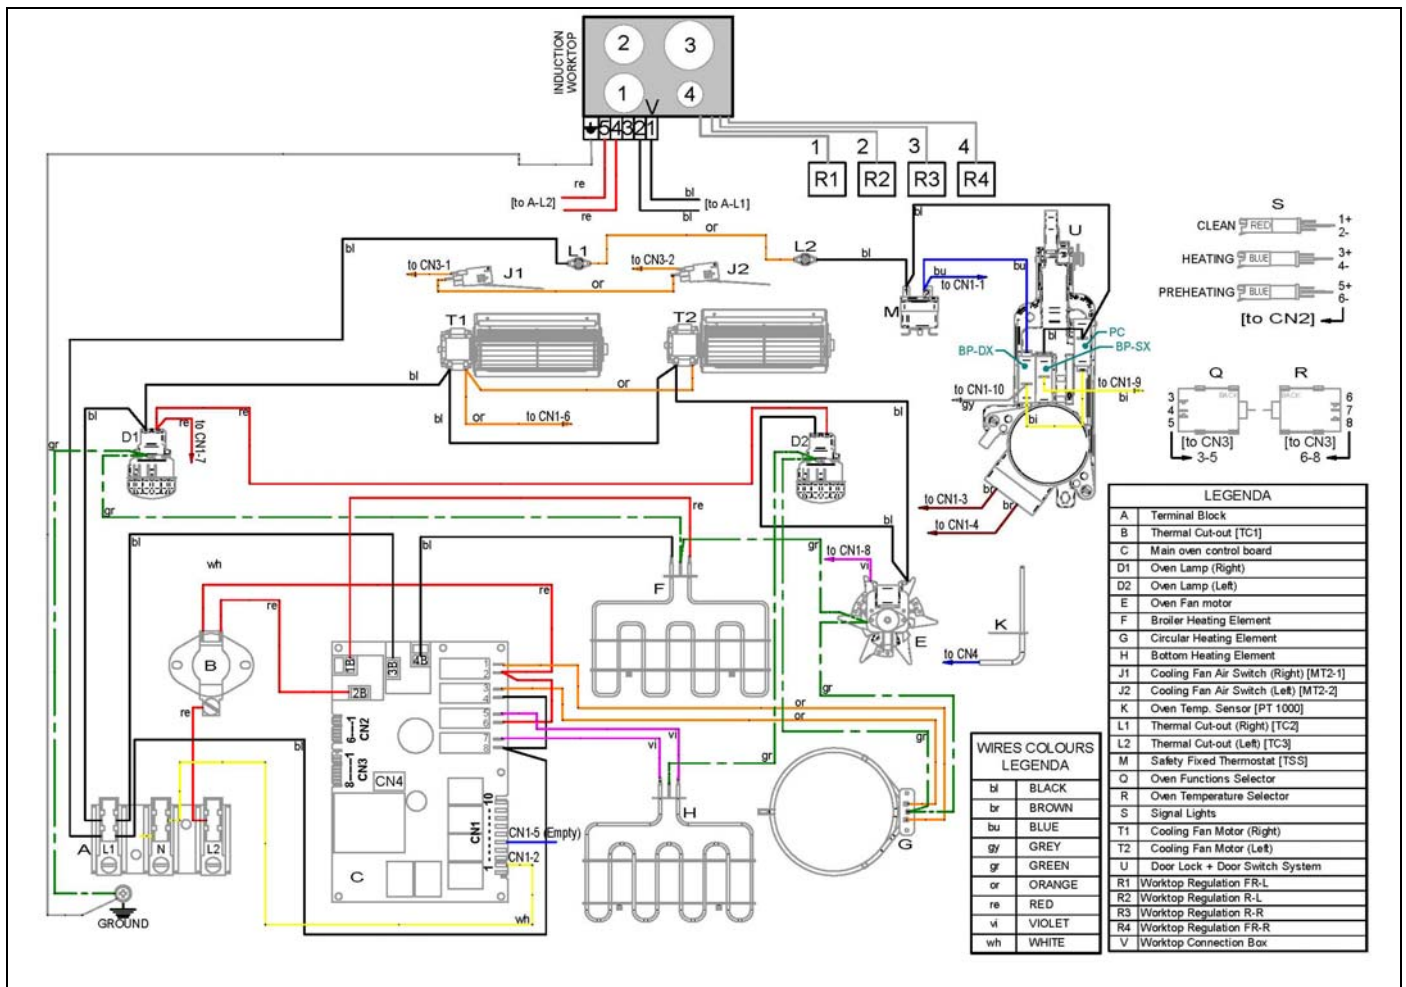 INDUCTION
WORKTOP
2
3
1
4
V
5 4 3 2 1
1
2
3
4
R1
R2
R3
R4
re
[to A-L2]
re
bl
[to A-L1]
bl
or
bl
L1
L2
bl
bl
to CN3-1
J1
to CN3-2
J2
or
bu
to CN1-1
bu
M
U
S
CLEAN
RED
1+
2-
HEATING
BLUE
3+
4-
PREHEATING
BLUE
5+
6-
[to CN2]
T1
T2
bl
PC
BP-DX
BP-SX
bl
or
or
to CN1-6
bl
to CN1-10
gy
to CN1-9
bi
bi
Q
R
BACK
BACK
3
4
5
6
7
8
[to CN3]
3-5
[to CN3]
6-8
bl
re
re
to CN1-7
D1
gr
D2
gr
br
to CN1-3
br
to CN1-4
re
bl
bl
bl
gr
to CN1-8
vi
wh
F
E
K
to CN4
re
re
B
1B
2B
3B
4B
re
gr
or
or
bl
6----1
CN2
8----1
CN3
CN4
vi
vi
gr
gr
H
G
CN1
1
10
CN1-5 (Empty)
CN1-2
C
A
L1
N
L2
GROUND
wh
LEGENDA
A Terminal Block
B Thermal Cut-out [TC1]
C Main oven control board
D1 Oven Lamp (Right)
D2 Oven Lamp (Left)
E Oven Fan motor
F Broiler Heating Element
G Circular Heating Element
H Bottom Heating Element
J1 Cooling Fan Air Switch (Right) [MT2-1]
J2 Cooling Fan Air Switch (Left) [MT2-2]
K Oven Temp. Sensor [PT 1000]
L1 Thermal Cut-out (Right) [TC2]
L2 Thermal Cut-out (Left) [TC3]
M Safety Fixed Thermostat [TSS]
Q Oven Functions Selector
R Oven Temperature Selector
S Signal Lights
T1 Cooling Fan Motor (Right)
T2 Cooling Fan Motor (Left)
U Door Lock + Door Switch System
R1 Worktop Regulation FR-L
R2 Worktop Regulation R-L
R3 Worktop Regulation R-R
R4 Worktop Regulation FR-R
V Worktop Connection Box
WIRES COLOURS
LEGENDA
bl BLACK
br BROWN
bu BLUE
gy GREY
gr GREEN
or ORANGE
re RED
vi VIOLET
wh WHITE